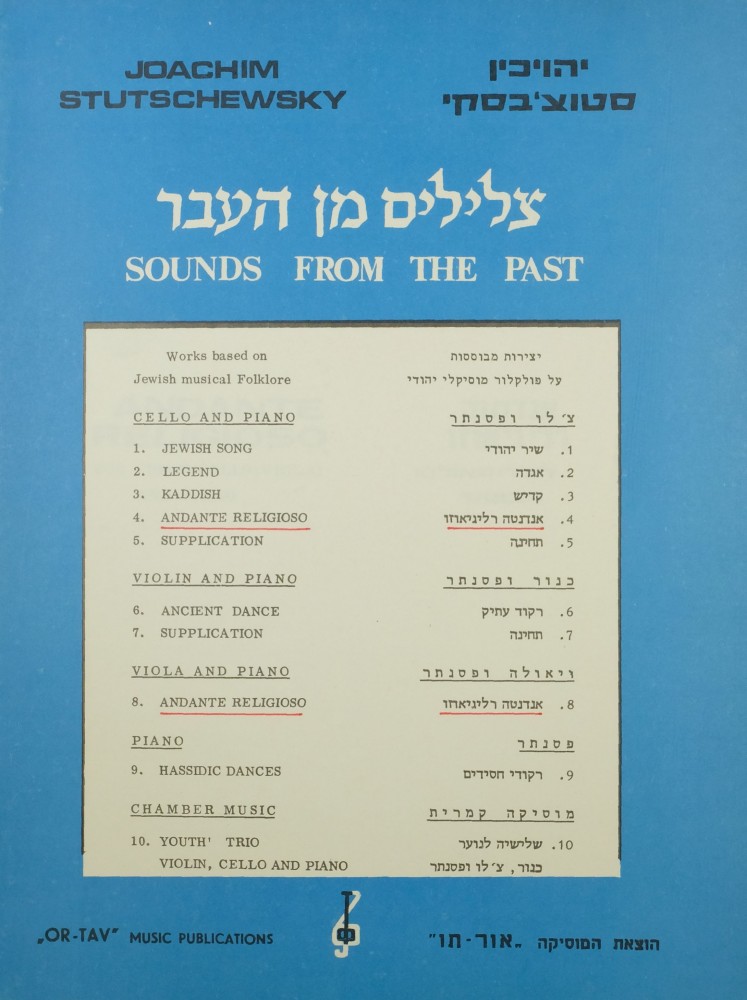 JOACHIM
STUTSCHEWSKY
יהויכין
סטוצ'בסקי
צלילים מן העבר
SOUNDS FROM THE PAST
Works based on
Jewish musical Folklore
יצירות מבוססות
על פולקלור מוסיקלי יהודי
CELLO AND PIANO
צ'לו ופסנתר
1. JEWISH SONG
1. שיר יהודי
2. LEGEND
2. אגדה
3. KADDISH
3. קדיש
4. ANDANTE RELIGIOSO
4. אנדנטה רליגיאוזו
5. SUPPLICATION
5. תחינה
VIOLIN AND PIANO
כנור ופסנתר
6. ANCIENT DANCE
6. רקוד עתיק
7. SUPPLICATION
7. תחינה
VIOLA AND PIANO
ויאולה ופסנתר
8. ANDANTE RELIGIOSO
8. אנדנטה רליגיאוזו
PIANO
פסנתר
9. HASSIDIC DANCES
9. רקודי חסידים
CHAMBER MUSIC
מוסיקה קמרית
10. YOUTH' TRIO
VIOLIN, CELLO AND PIANO
10. שלישיה לנוער
כנור, צ'לו ופסנתר
„OR-TAV” MUSIC PUBLICATIONS
הוצאת המוסיקה „אור-תו”